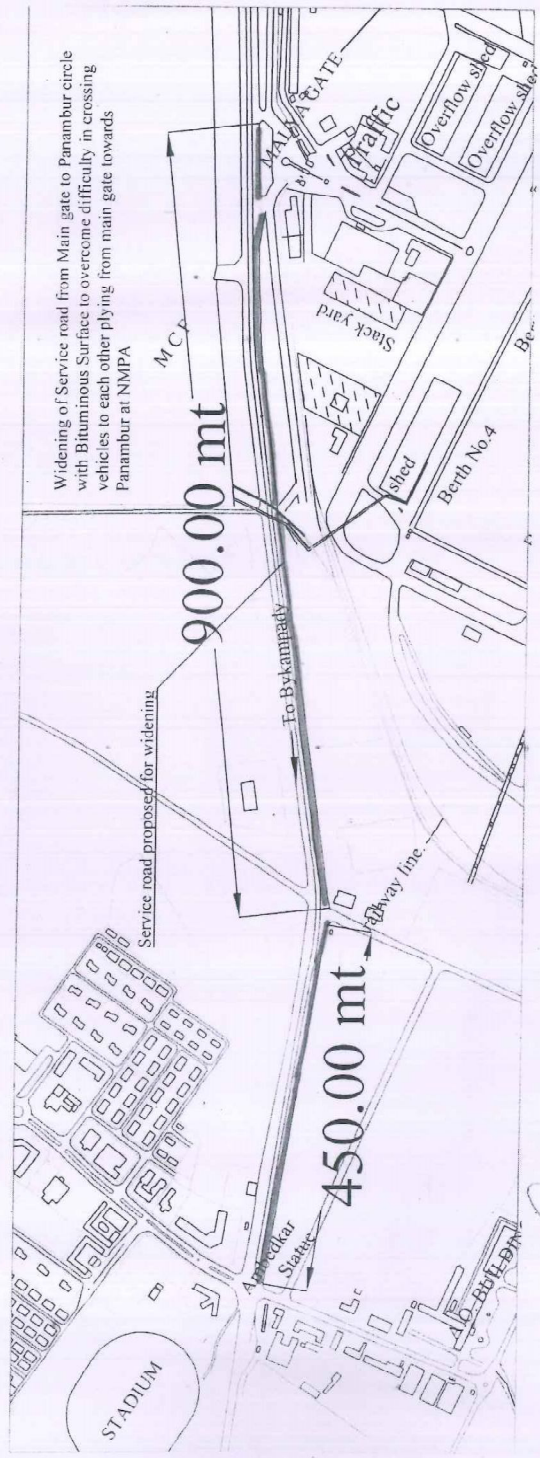 Widening of Service road from Main gate to Panambur circle
with Bituminous Surface to overcome difficulty in crossing
vehicles to each other plying from main gate towards
Panambur at NMPA
Service road proposed for widening
900.00 mt
450.00 mt
To Bykampady
MAIN GATE
Traffic
Overflow shed
Overflow shed
Stack yard
shed
Berth No.4
Railway line
Ambedkar
Statue
STADIUM
A.O. BUILDING